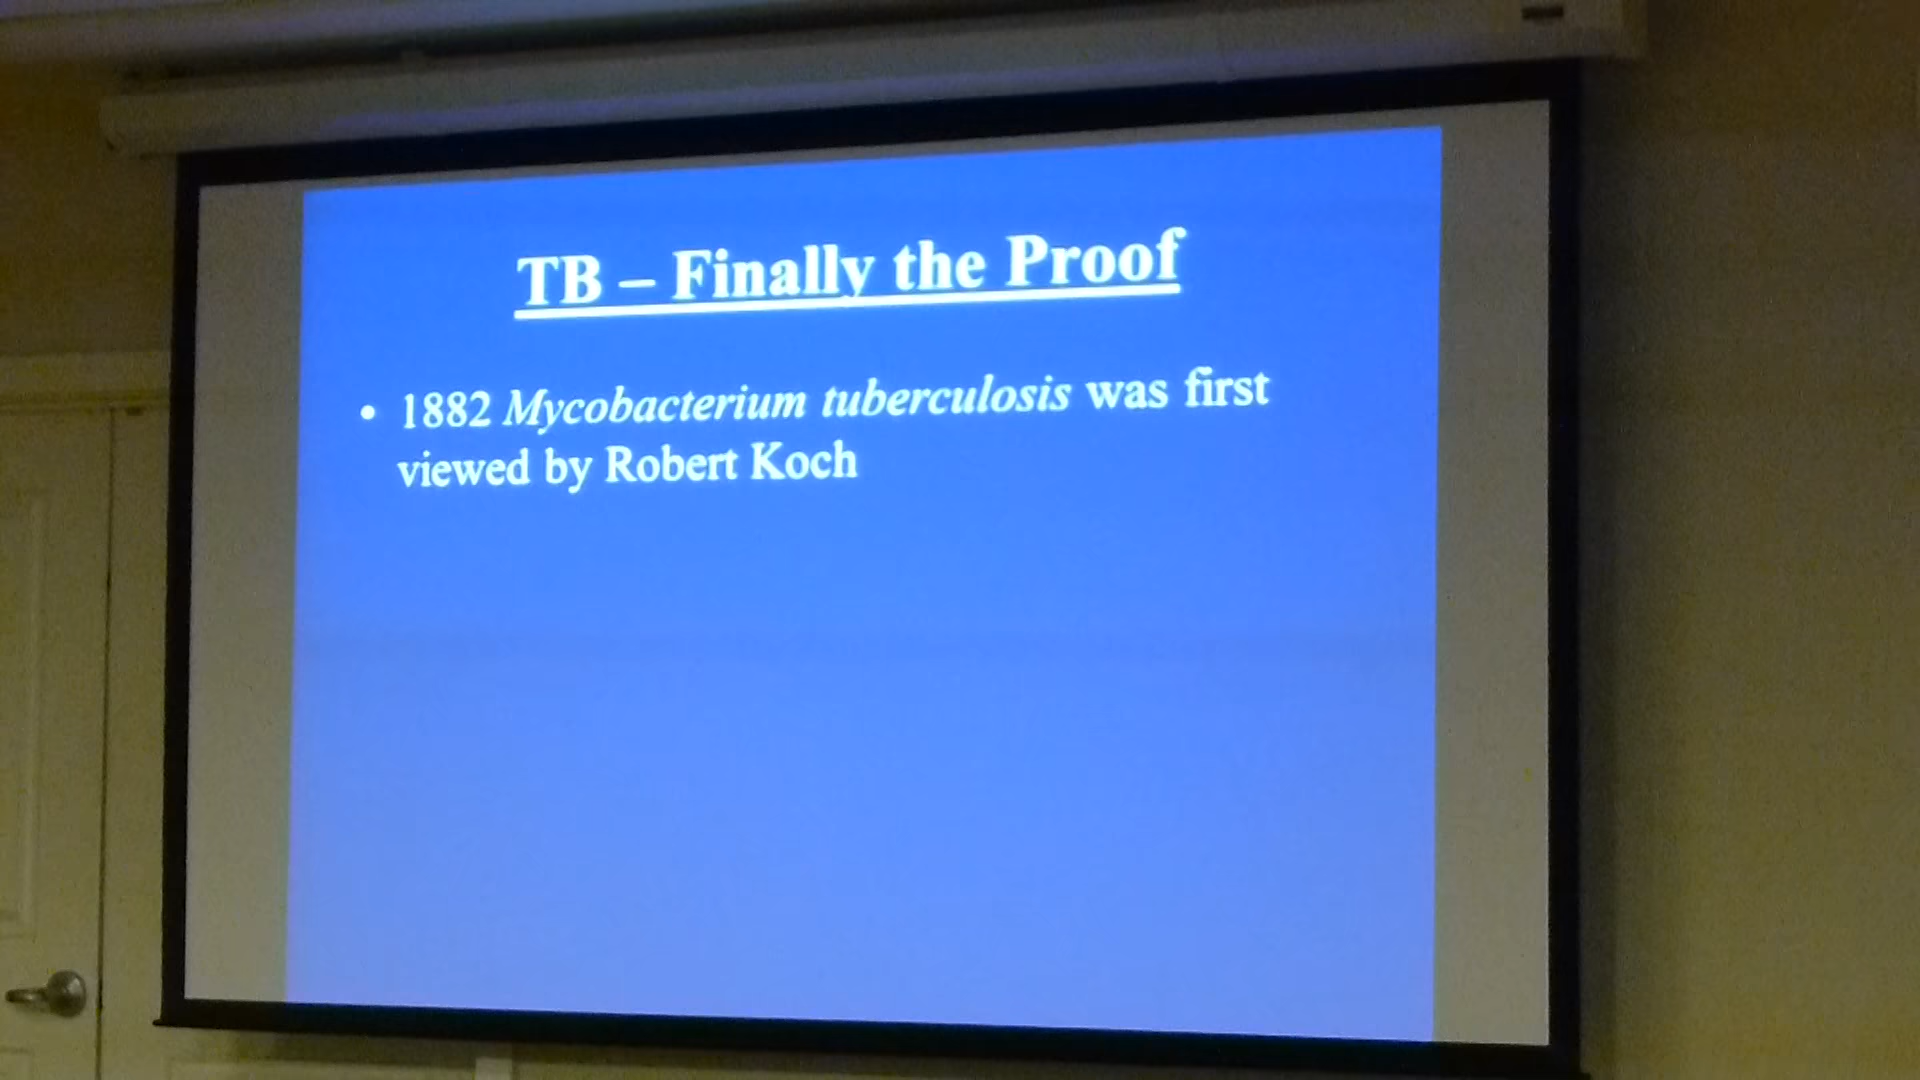 TB – Finally the Proof
• 1882 Mycobacterium tuberculosis was first
viewed by Robert Koch